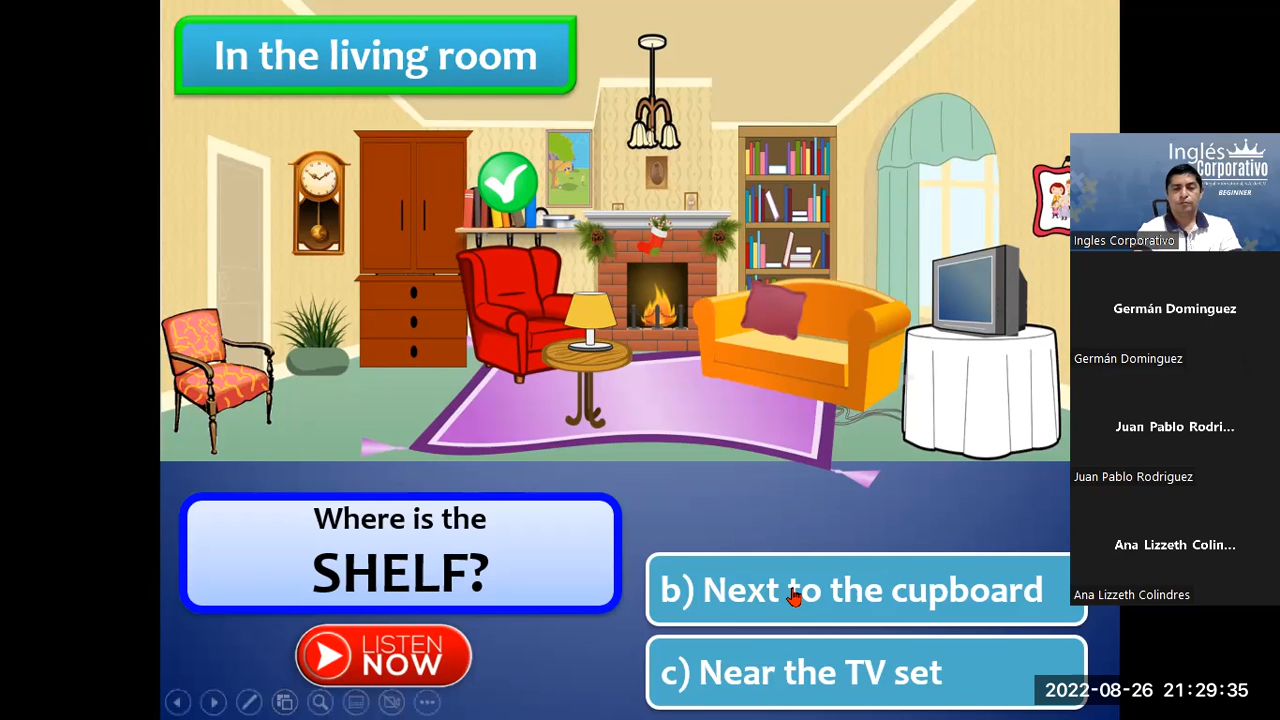 In the living room
Inglés
Corporativo
BEGINNER
Ingles Corporativo
Germán Dominguez
Germán Dominguez
Juan Pablo Rodri...
Juan Pablo Rodriguez
Ana Lizzeth Colin...
Ana Lizzeth Colindres
Where is the
SHELF?
b) Next to the cupboard
c) Near the TV set
LISTEN
NOW
2022-08-26 21:29:35